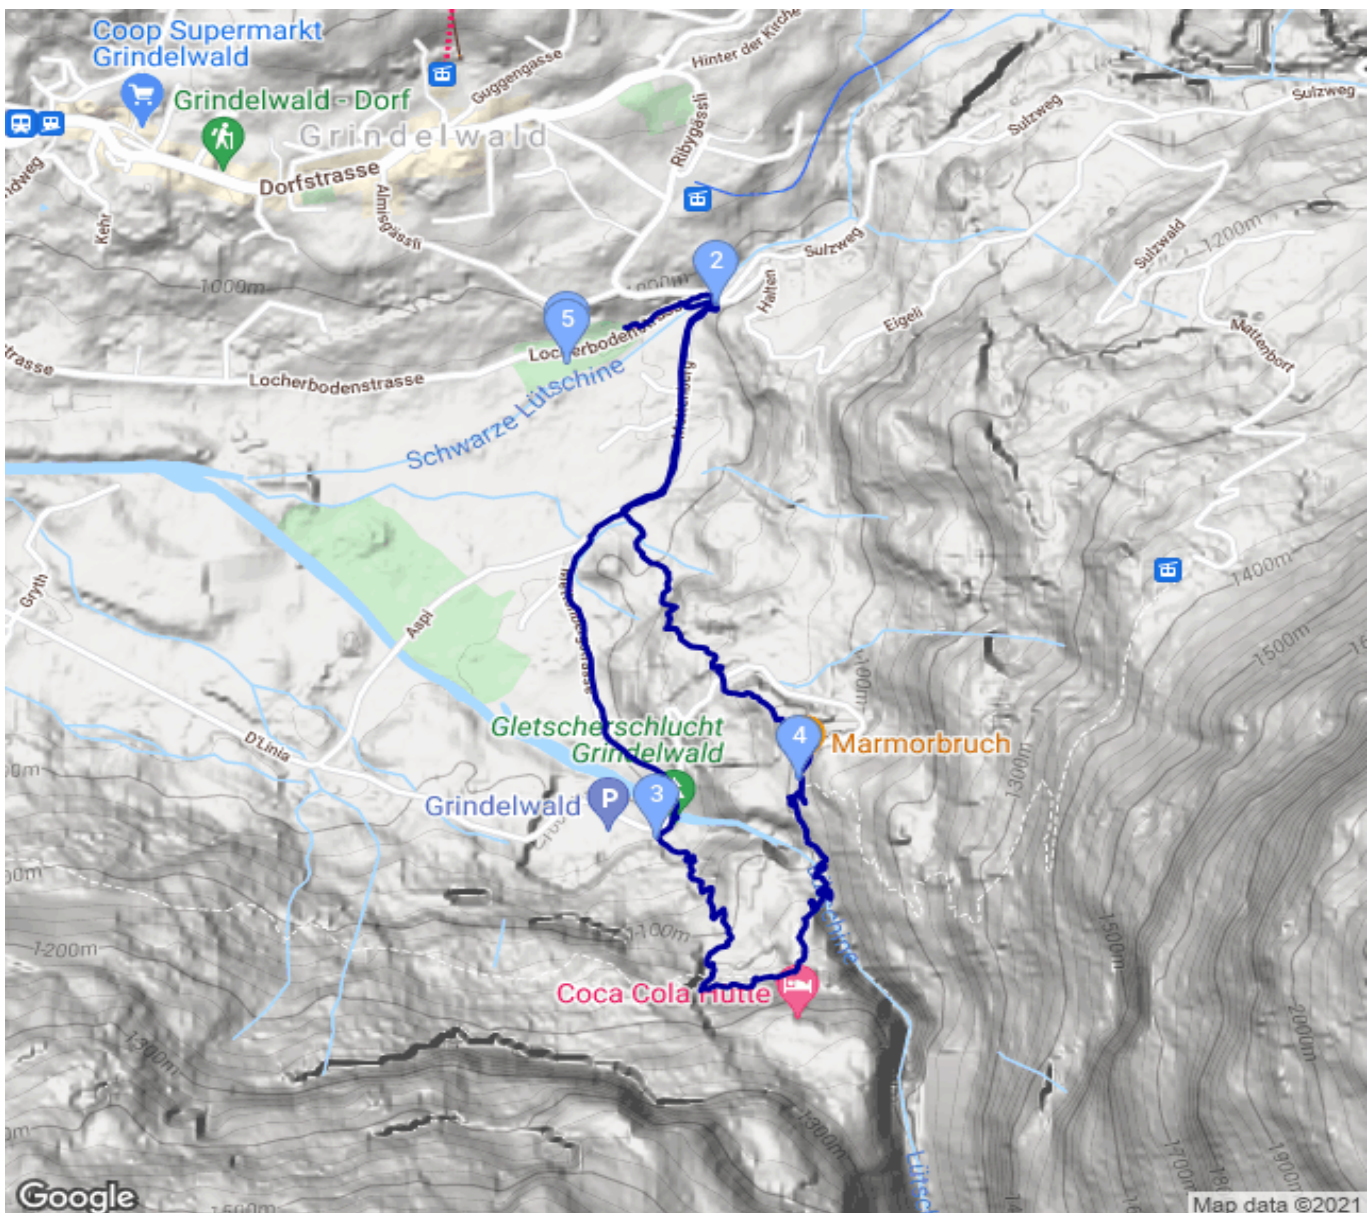 Coop Supermarkt
Grindelwald
Grindelwald - Dorf
Grindelwald
Guggengasse
Hinter der Kirche
Sulzweg
Sulzweg
Ribygässli
Dorfstrasse
Kehr
Almisgässli
2
Sulzweg
Sulzwald
1200m
1000m
Halten
Eigeli
Mattenbort
5
Locherbodenstrasse
Locherbodenstrasse
Schwarze Lütschine
Gryth
Aspi
1400m
1500m
D'Linia
Gletscherschlucht
Grindelwald
4
Marmorbruch
1300m
Grindelwald
P
3
1100m
1200m
1500m
Coca Cola Hütte
2000m
1300m
1300m
1700m
1900m
Google
Map data ©2021